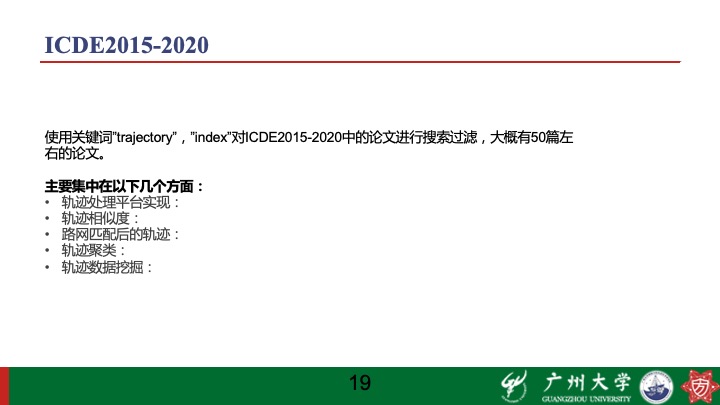 ICDE2015-2020
使用关键词”trajectory”，”index”对ICDE2015-2020中的论文进行搜索过滤，大概有50篇左
右的论文。
主要集中在以下几个方面：
• 轨迹处理平台实现：
• 轨迹相似度：
• 路网匹配后的轨迹：
• 轨迹聚类：
• 轨迹数据挖掘：
19
广州大学
GUANGZHOU UNIVERSITY